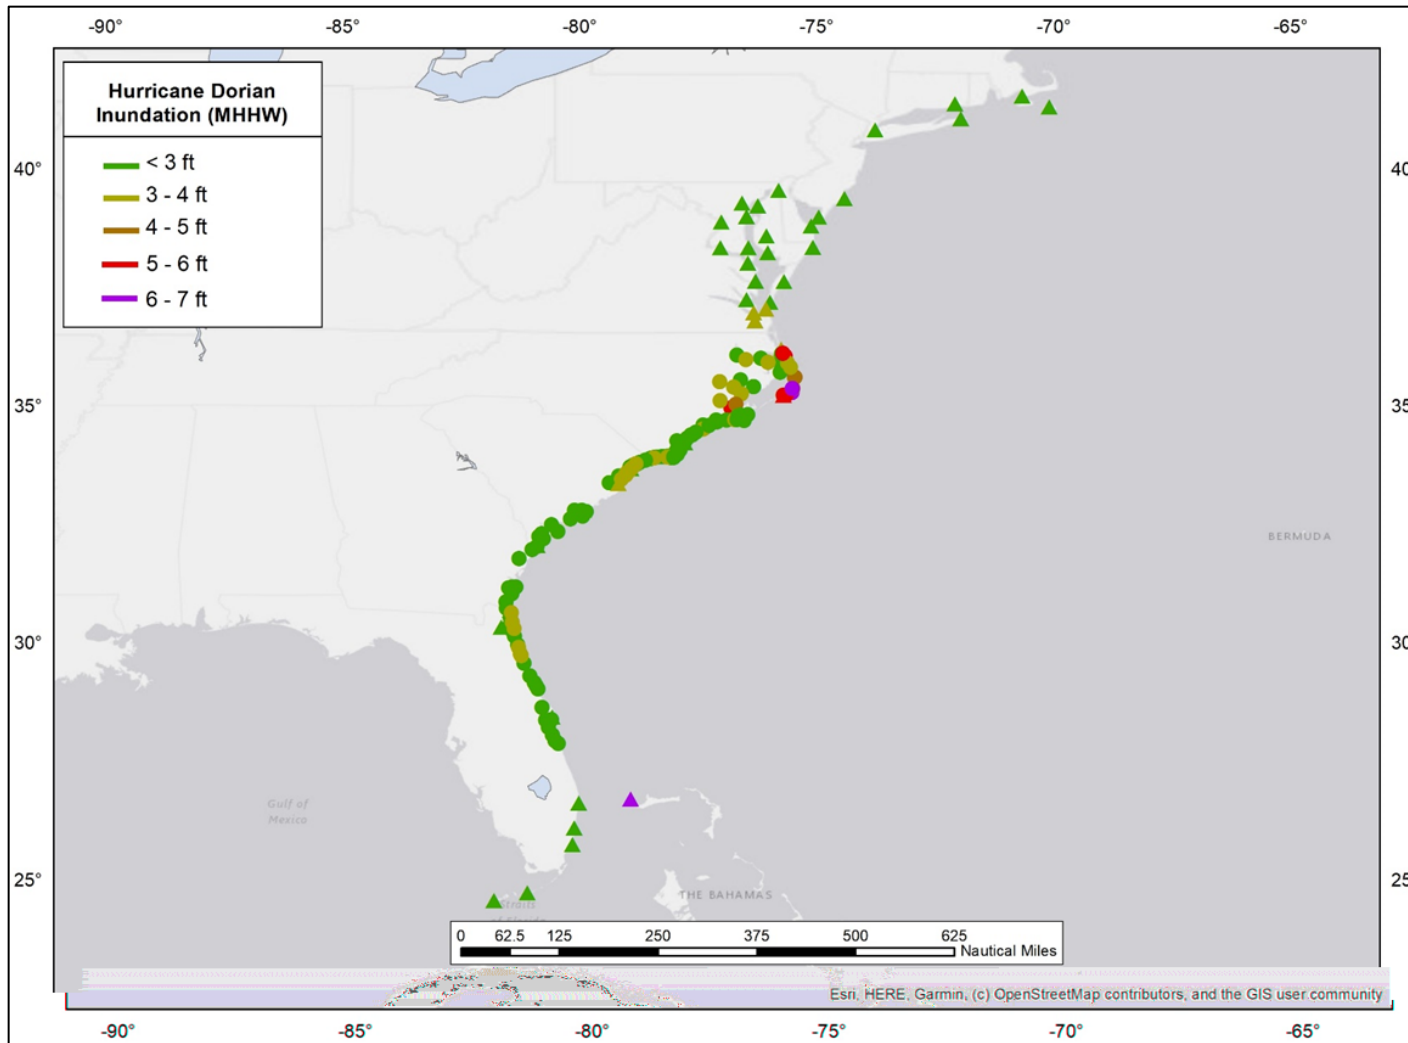 -90° -85° -80° -75° -70° -65°
Hurricane Dorian
Inundation (MHHW)
< 3 ft
3 - 4 ft
4 - 5 ft
5 - 6 ft
6 - 7 ft
40° 40
35° 35
BERMUDA
30° 30
Gulf of
Mexico
25° 25
THE BAHAMAS
Straits
of Florida
0 62.5 125 250 375 500 625
Nautical Miles
Esri, HERE, Garmin, (c) OpenStreetMap contributors, and the GIS user community
-90° -85° -80° -75° -70° -65°